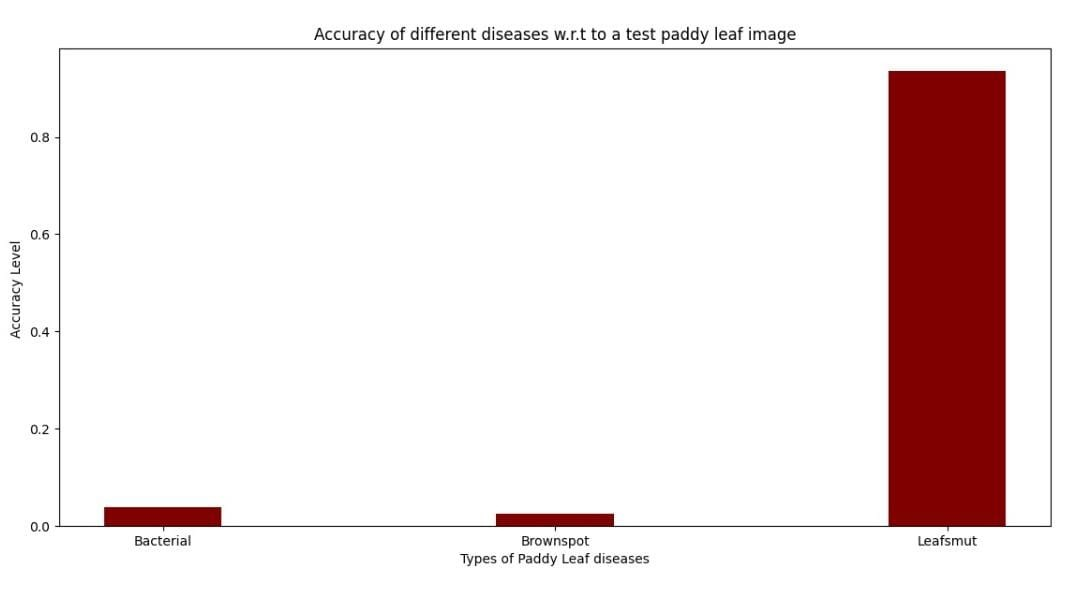 Accuracy of different diseases w.r.t to a test paddy leaf image
Accuracy Level
0.8
0.6
0.4
0.2
0.0
Bacterial
Brownspot
Leafsmut
Types of Paddy Leaf diseases